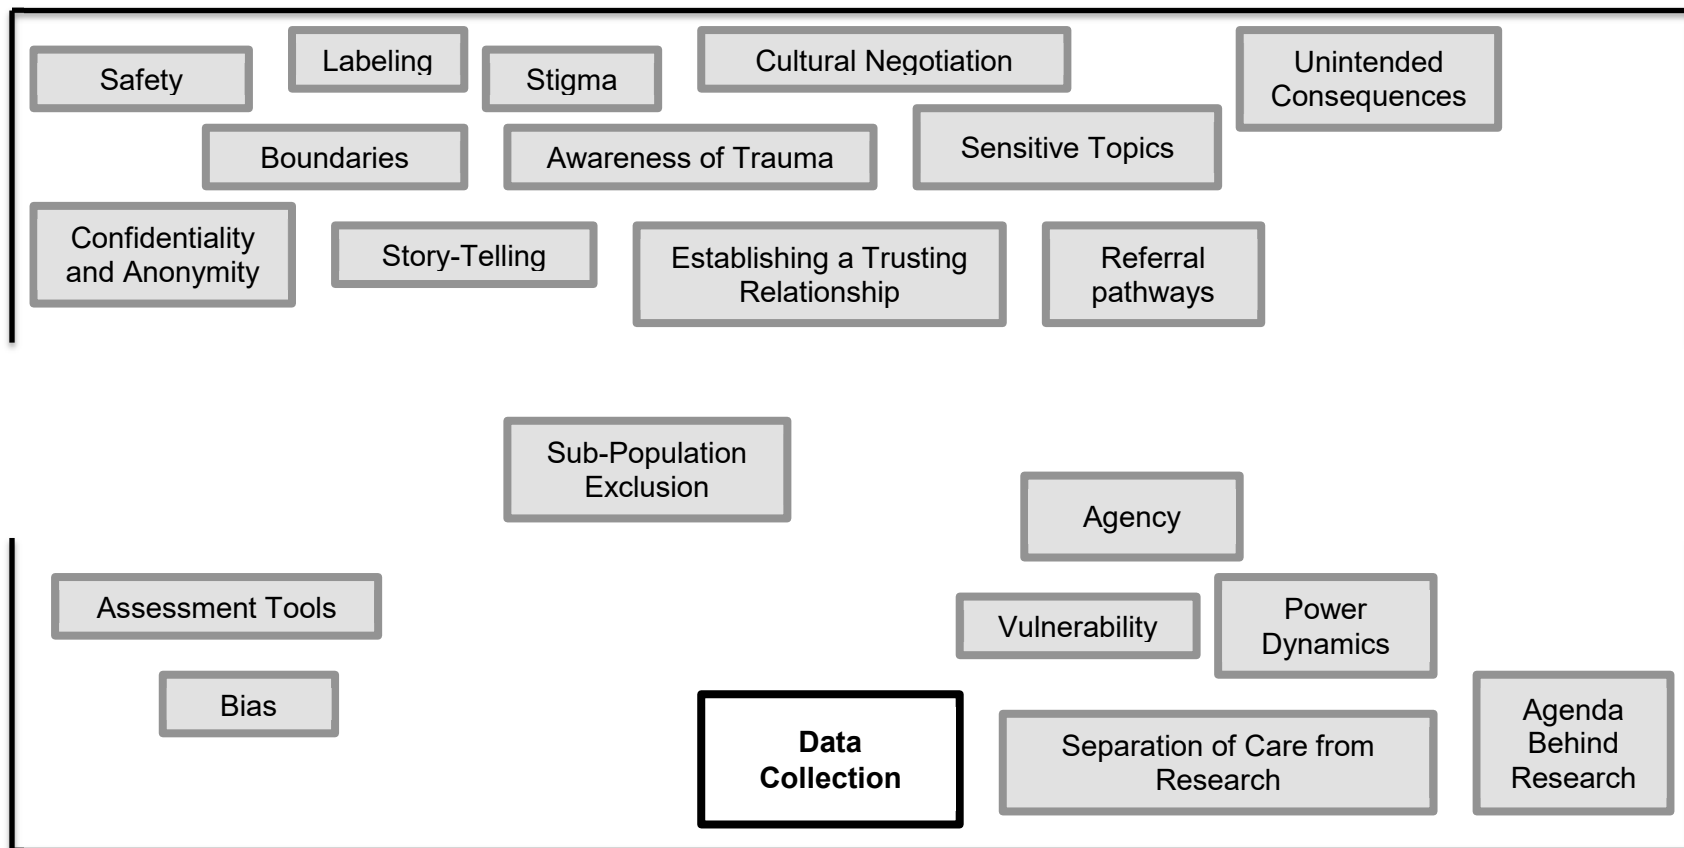 Safety
Labeling
Stigma
Cultural Negotiation
Unintended
Consequences
Boundaries
Awareness of Trauma
Sensitive Topics
Confidentiality
and Anonymity
Story-Telling
Establishing a Trusting
Relationship
Referral
pathways
Sub-Population
Exclusion
Agency
Assessment Tools
Vulnerability
Power
Dynamics
Bias
Data
Collection
Separation of Care from
Research
Agenda
Behind
Research